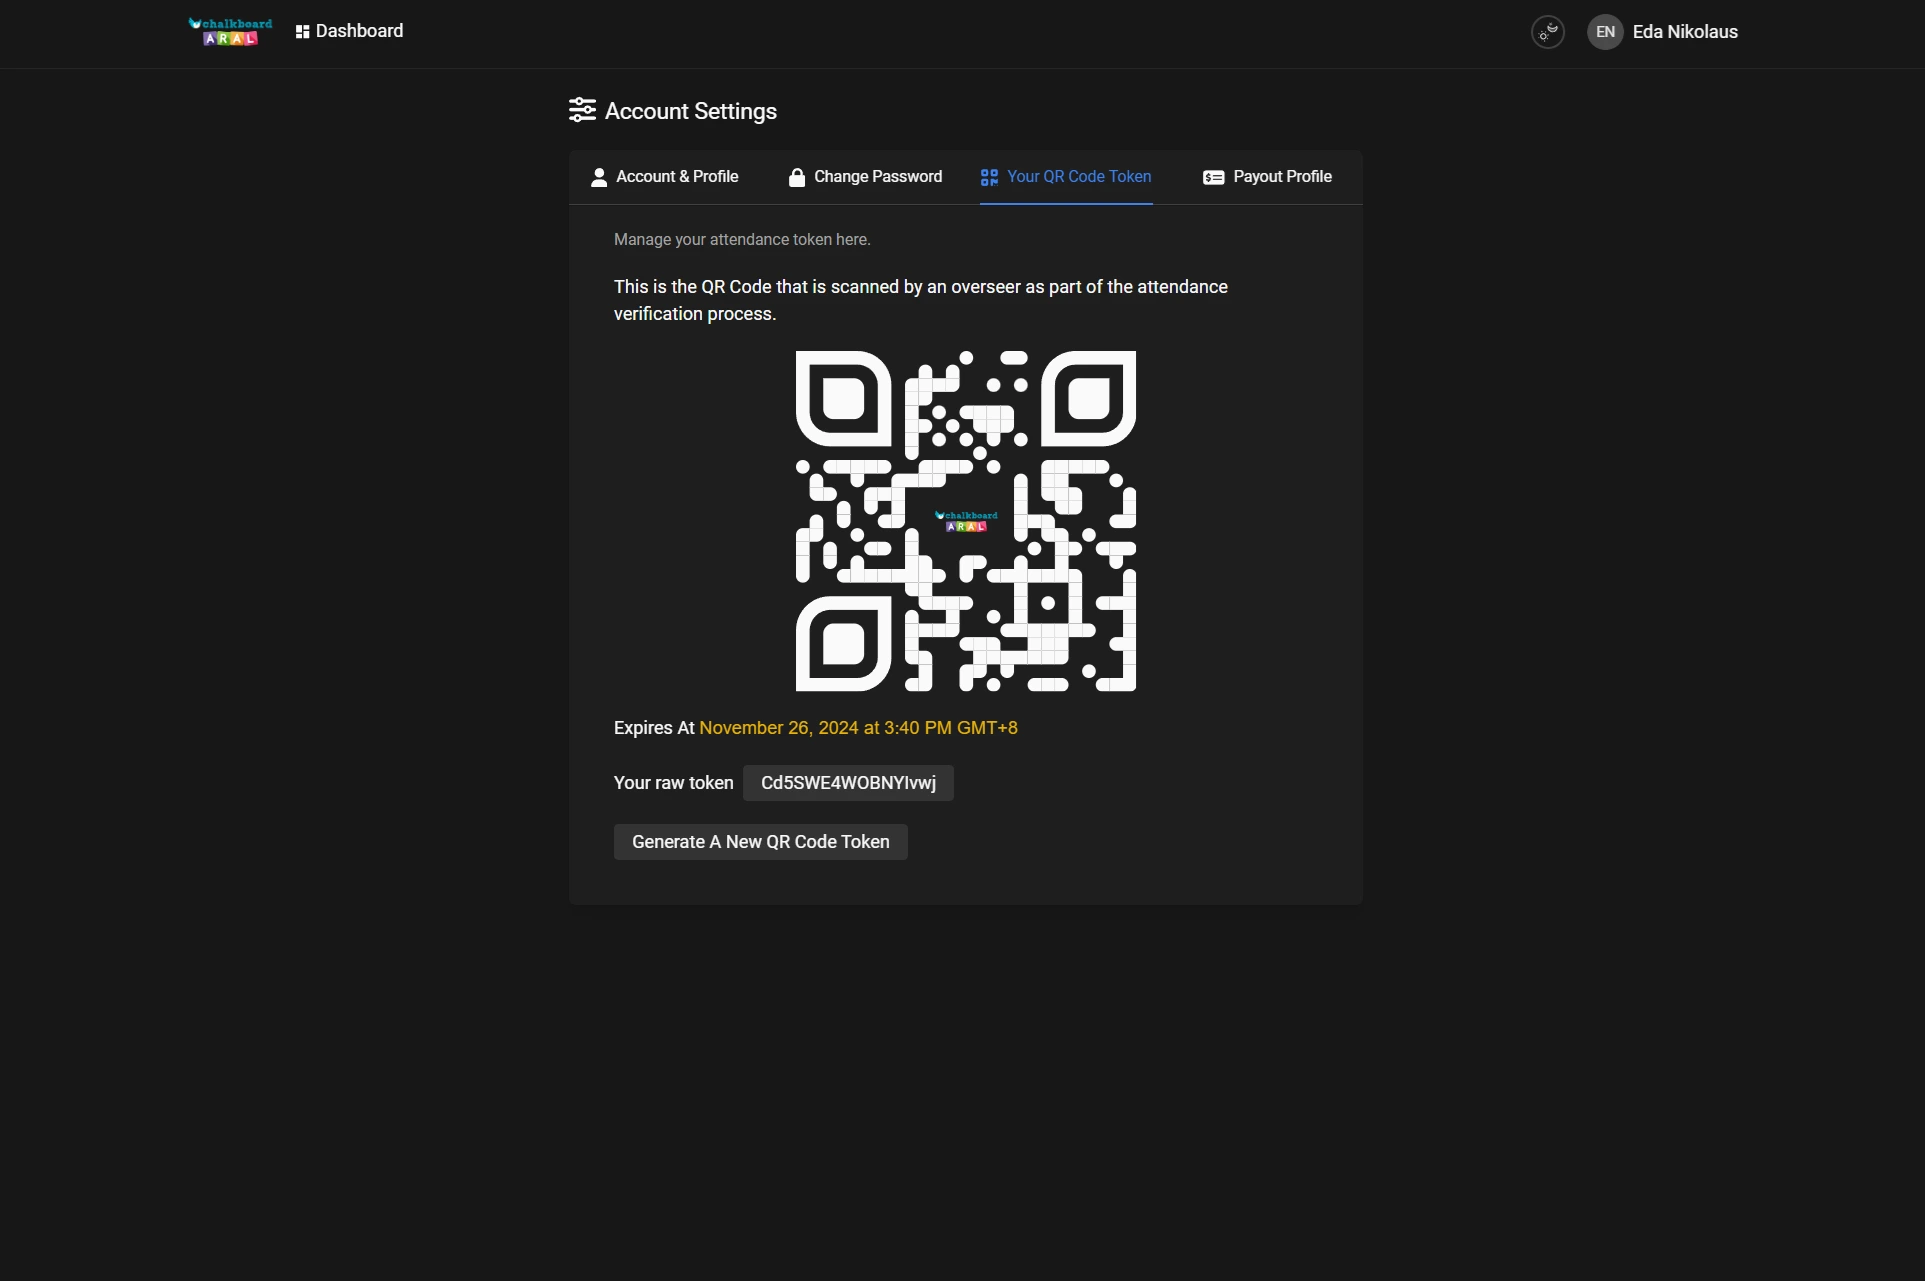 chalkboard
ARAL
Dashboard
EN
Eda Nikolaus
Account Settings
Account & Profile
Change Password
Your QR Code Token
Payout Profile
Manage your attendance token here.
This is the QR Code that is scanned by an overseer as part of the attendance
verification process.
chalkboard
ARAL
Expires At November 26, 2024 at 3:40 PM GMT+8
Your raw token
Cd5SWE4WOBNYIvwj
Generate A New QR Code Token